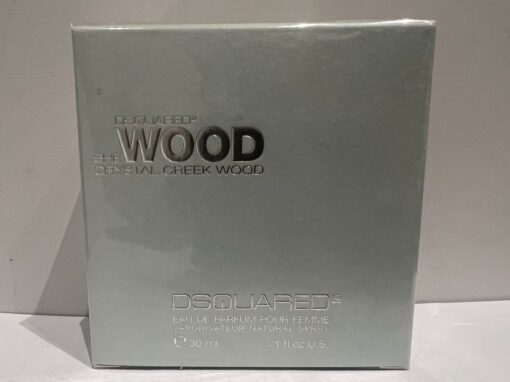 DSQUARED²
SHE WOOD
CRYSTAL CREEK WOOD
DSQUARED²
EAU DE PARFUM POUR FEMME
VAPORISATEUR NATURAL SPRAY
℮ 30 ml 1 fl oz U.S.